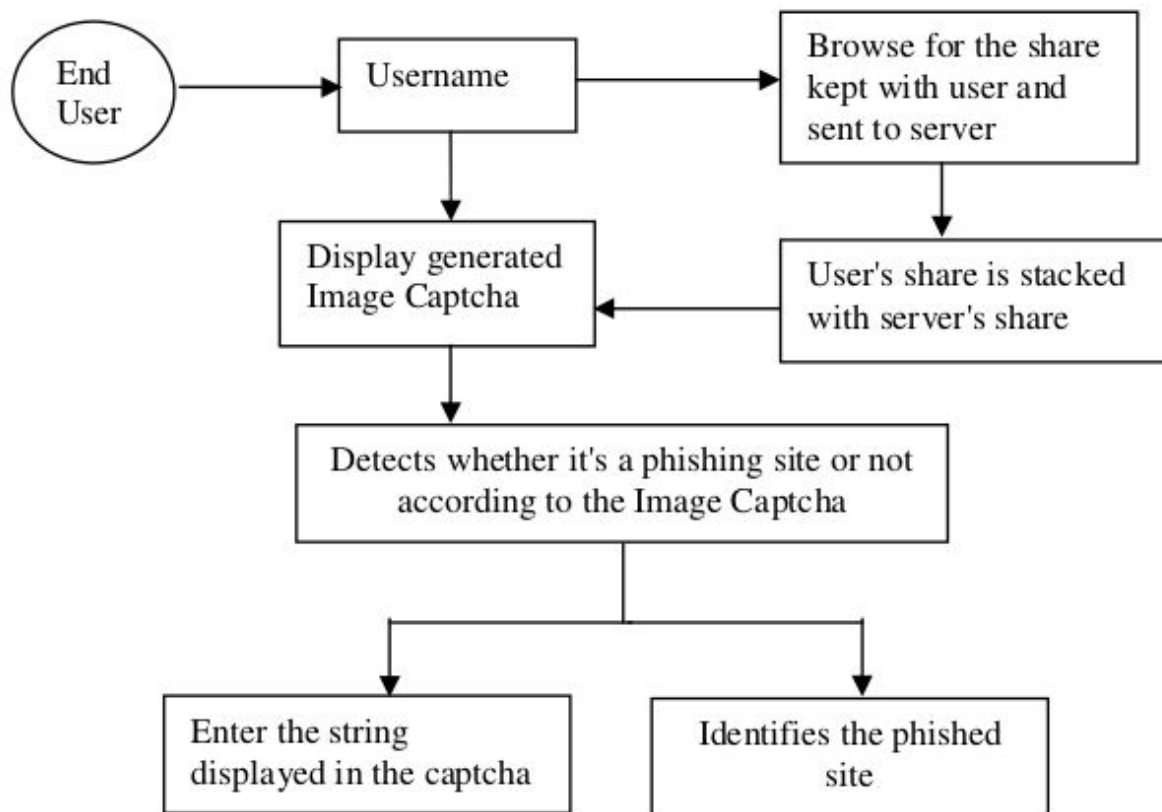 End
User
Username
Browse for the share
kept with user and
sent to server
Display generated
Image Captcha
User's share is stacked
with server's share
Detects whether it's a phishing site or not
according to the Image Captcha
Enter the string
displayed in the captcha
Identifies the phished
site